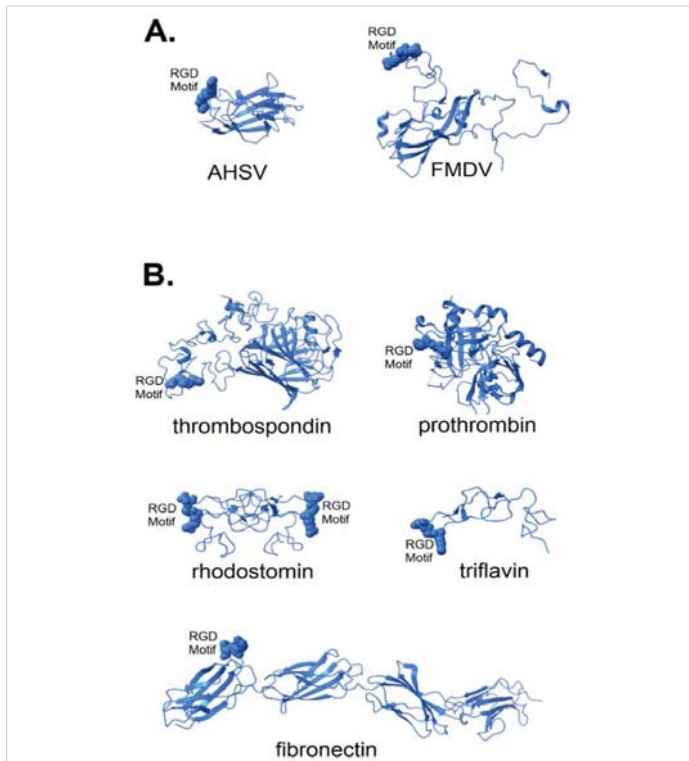 A.
RGD
Motif
AHSV
RGD
Motif
FMDV
B.
RGD
Motif
thrombospondin
RGD
Motif
prothrombin
RGD
Motif
RGD
Motif
rhodostomin
RGD
Motif
triflavin
RGD
Motif
fibronectin